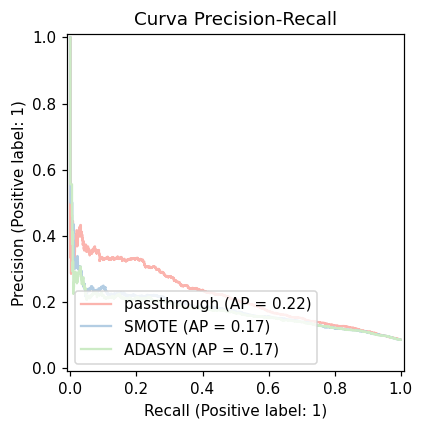 Curva Precision-Recall
Precision (Positive label: 1)
1.0
0.8
0.6
0.4
0.2
0.0
passthrough (AP = 0.22)
SMOTE (AP = 0.17)
ADASYN (AP = 0.17)
0.0 0.2 0.4 0.6 0.8 1.0
Recall (Positive label: 1)